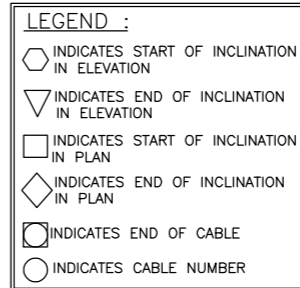 LEGEND :
INDICATES START OF INCLINATION
IN ELEVATION
INDICATES END OF INCLINATION
IN ELEVATION
INDICATES START OF INCLINATION
IN PLAN
INDICATES END OF INCLINATION
IN PLAN
INDICATES END OF CABLE
INDICATES CABLE NUMBER